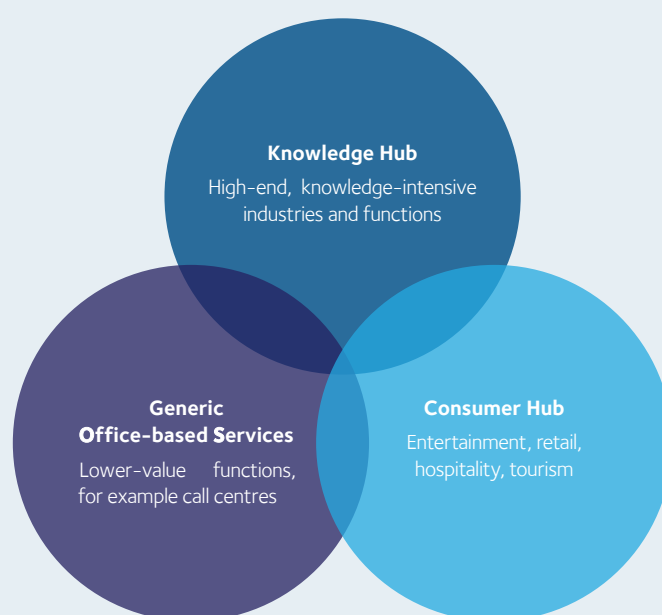 Knowledge Hub
High-end, knowledge-intensive
industries and functions
Generic
Office-based Services
Lower-value functions,
for example call centres
Consumer Hub
Entertainment, retail,
hospitality, tourism